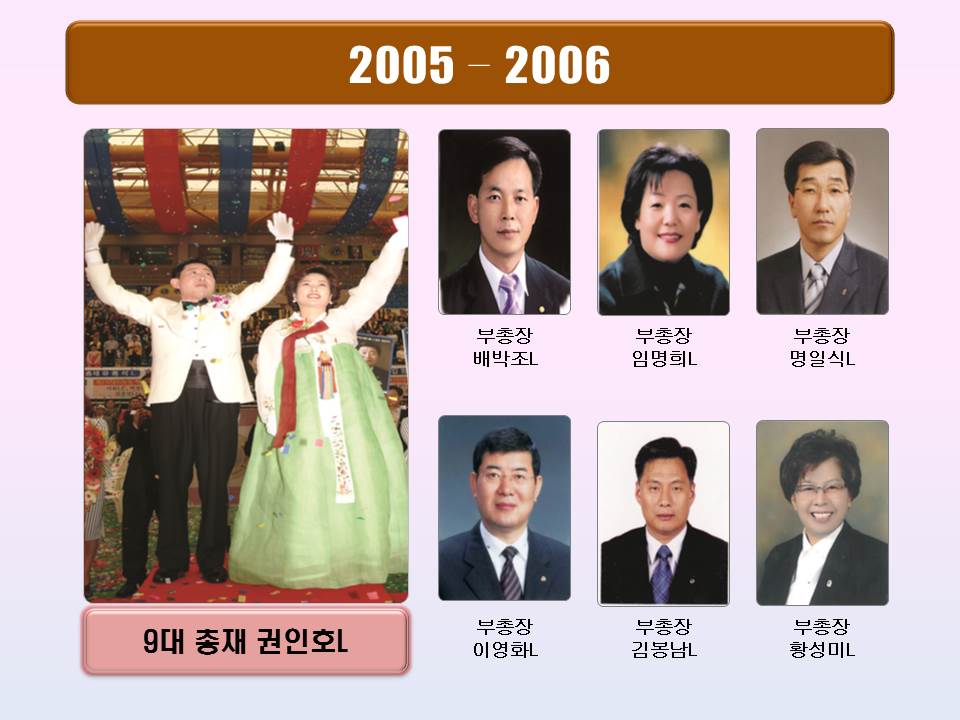 2005 – 2006
부총장
배박조L
부총장
임명희L
부총장
명일식L
9대 총재 권인호L
부총장
이영화L
부총장
김봉남L
부총장
황성미L